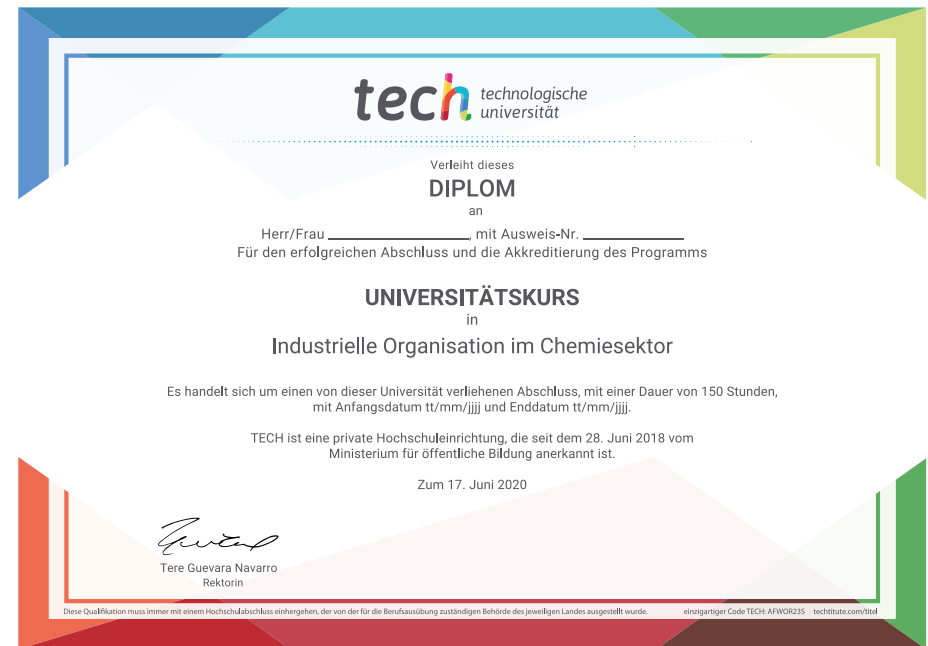 tech technologische
universität
Verleiht dieses
DIPLOM
an
Herr/Frau ____________________, mit Ausweis-Nr. ______________
Für den erfolgreichen Abschluss und die Akkreditierung des Programms
UNIVERSITÄTSKURS
in
Industrielle Organisation im Chemiesektor
Es handelt sich um einen von dieser Universität verliehenen Abschluss, mit einer Dauer von 150 Stunden,
mit Anfangsdatum tt/mm/jjjj und Enddatum tt/mm/jjjj.
TECH ist eine private Hochschuleinrichtung, die seit dem 28. Juni 2018 vom
Ministerium für öffentliche Bildung anerkannt ist.
Zum 17. Juni 2020
Tere Guevara Navarro
Rektorin
Diese Qualifikation muss immer mit einem Hochschulabschluss einhergehen, der von der für die Berufsausübung zuständigen Behörde des jeweiligen Landes ausgestellt wurde. einzigartiger Code TECH: AFWOR23S techtitute.com/titel